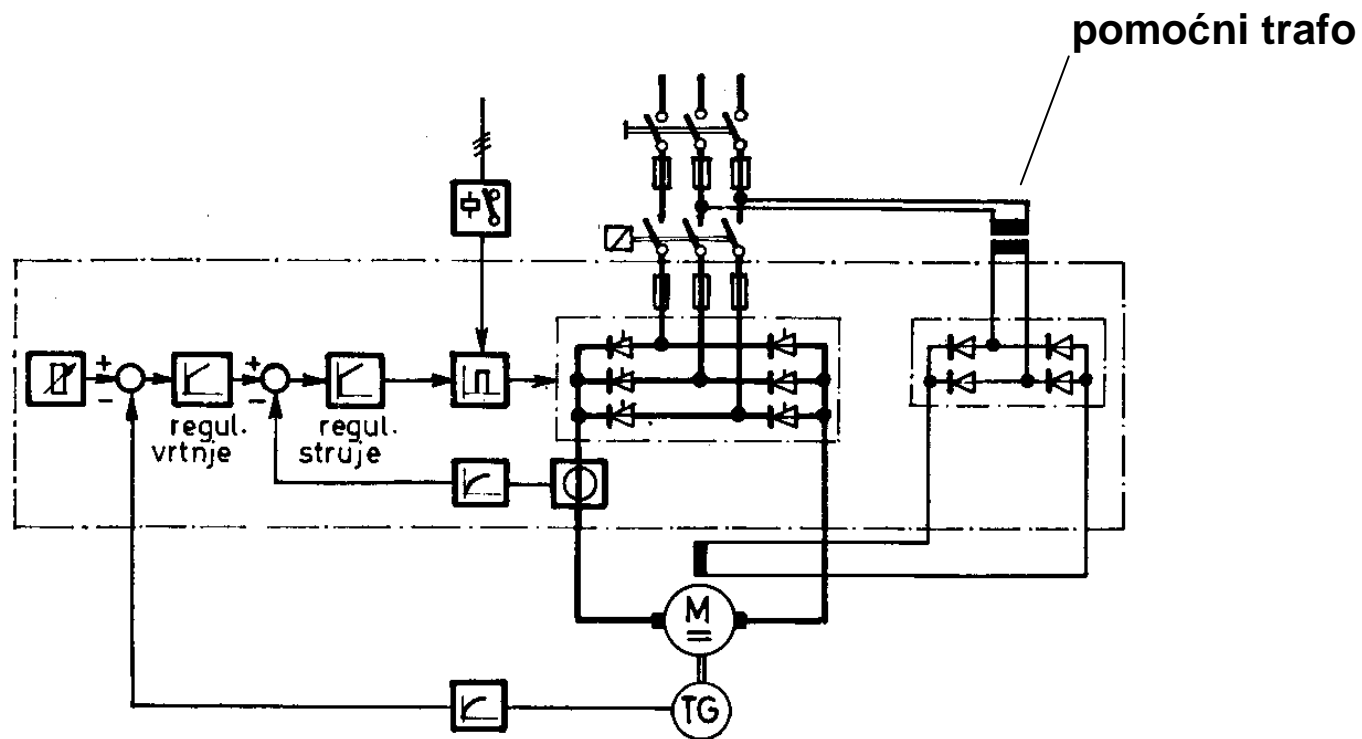 pomoćni trafo
+
-
+
-
regul.
vrtnje
regul.
struje
M
TG